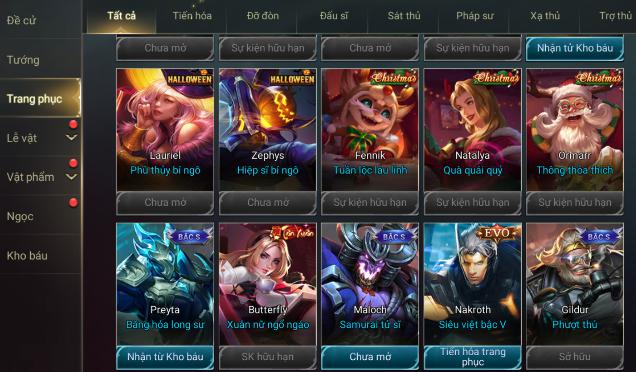 Đề cử
Tướng
Trang phục
Lễ vật
Vật phẩm
Ngọc
Kho báu
Tất cả
Tiến hóa
Đỡ đòn
Đấu sĩ
Sát thủ
Pháp sư
Xạ thủ
Trợ thủ
Chưa mở
Sự kiện hữu hạn
Chưa mở
Sự kiện hữu hạn
Nhận từ Kho báu
HALLOWEEN
HALLOWEEN
Christmas
Christmas
Christmas
Lauriel
Zephys
Fennik
Natalya
Ormarr
Phù thủy bí ngô
Hiệp sĩ bí ngô
Tuần lộc láu lỉnh
Quà quái quỷ
Thông thỏa thích
Chưa mở
Chưa mở
Sự kiện hữu hạn
Sự kiện hữu hạn
Sự kiện hữu hạn
BẬC S
Tân Xuân
BẬC S
EVO
BẬC S
Preyta
Butterfly
Maloch
Nakroth
Gildur
Băng hỏa long sư
Xuân nữ ngổ ngáo
Samurai tử sĩ
Siêu việt bậc V
Phượt thủ
Nhận từ Kho báu
SK hữu hạn
Chưa mở
Tiến hóa trang
phục
Sở hữu